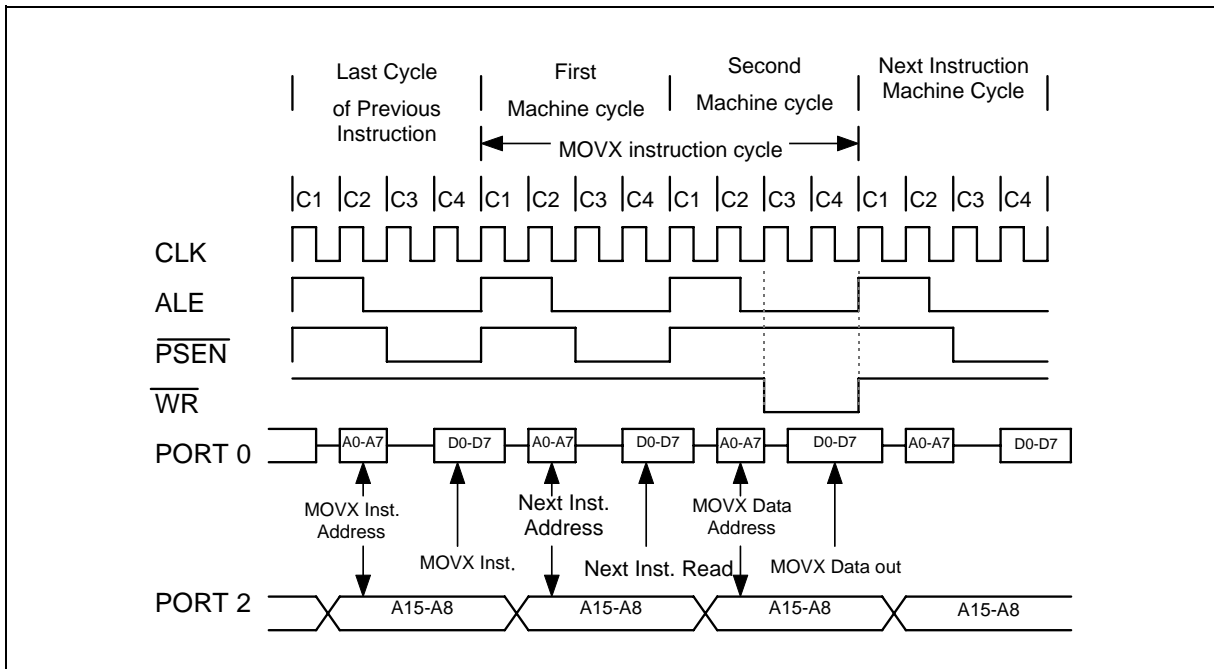 Last Cycle
of Previous
Instruction
First
Machine cycle
Second
Machine cycle
Next Instruction
Machine Cycle
MOVX instruction cycle
C1 C2 C3 C4 C1 C2 C3 C4 C1 C2 C3 C4 C1 C2 C3 C4
CLK
ALE
PSEN
WR
PORT 0
A0-A7 D0-D7 A0-A7 D0-D7 A0-A7 D0-D7 A0-A7 D0-D7
MOVX Inst.
Address
MOVX Inst.
Next Inst.
Address
Next Inst. Read
MOVX Data
Address
MOVX Data out
PORT 2
A15-A8 A15-A8 A15-A8 A15-A8